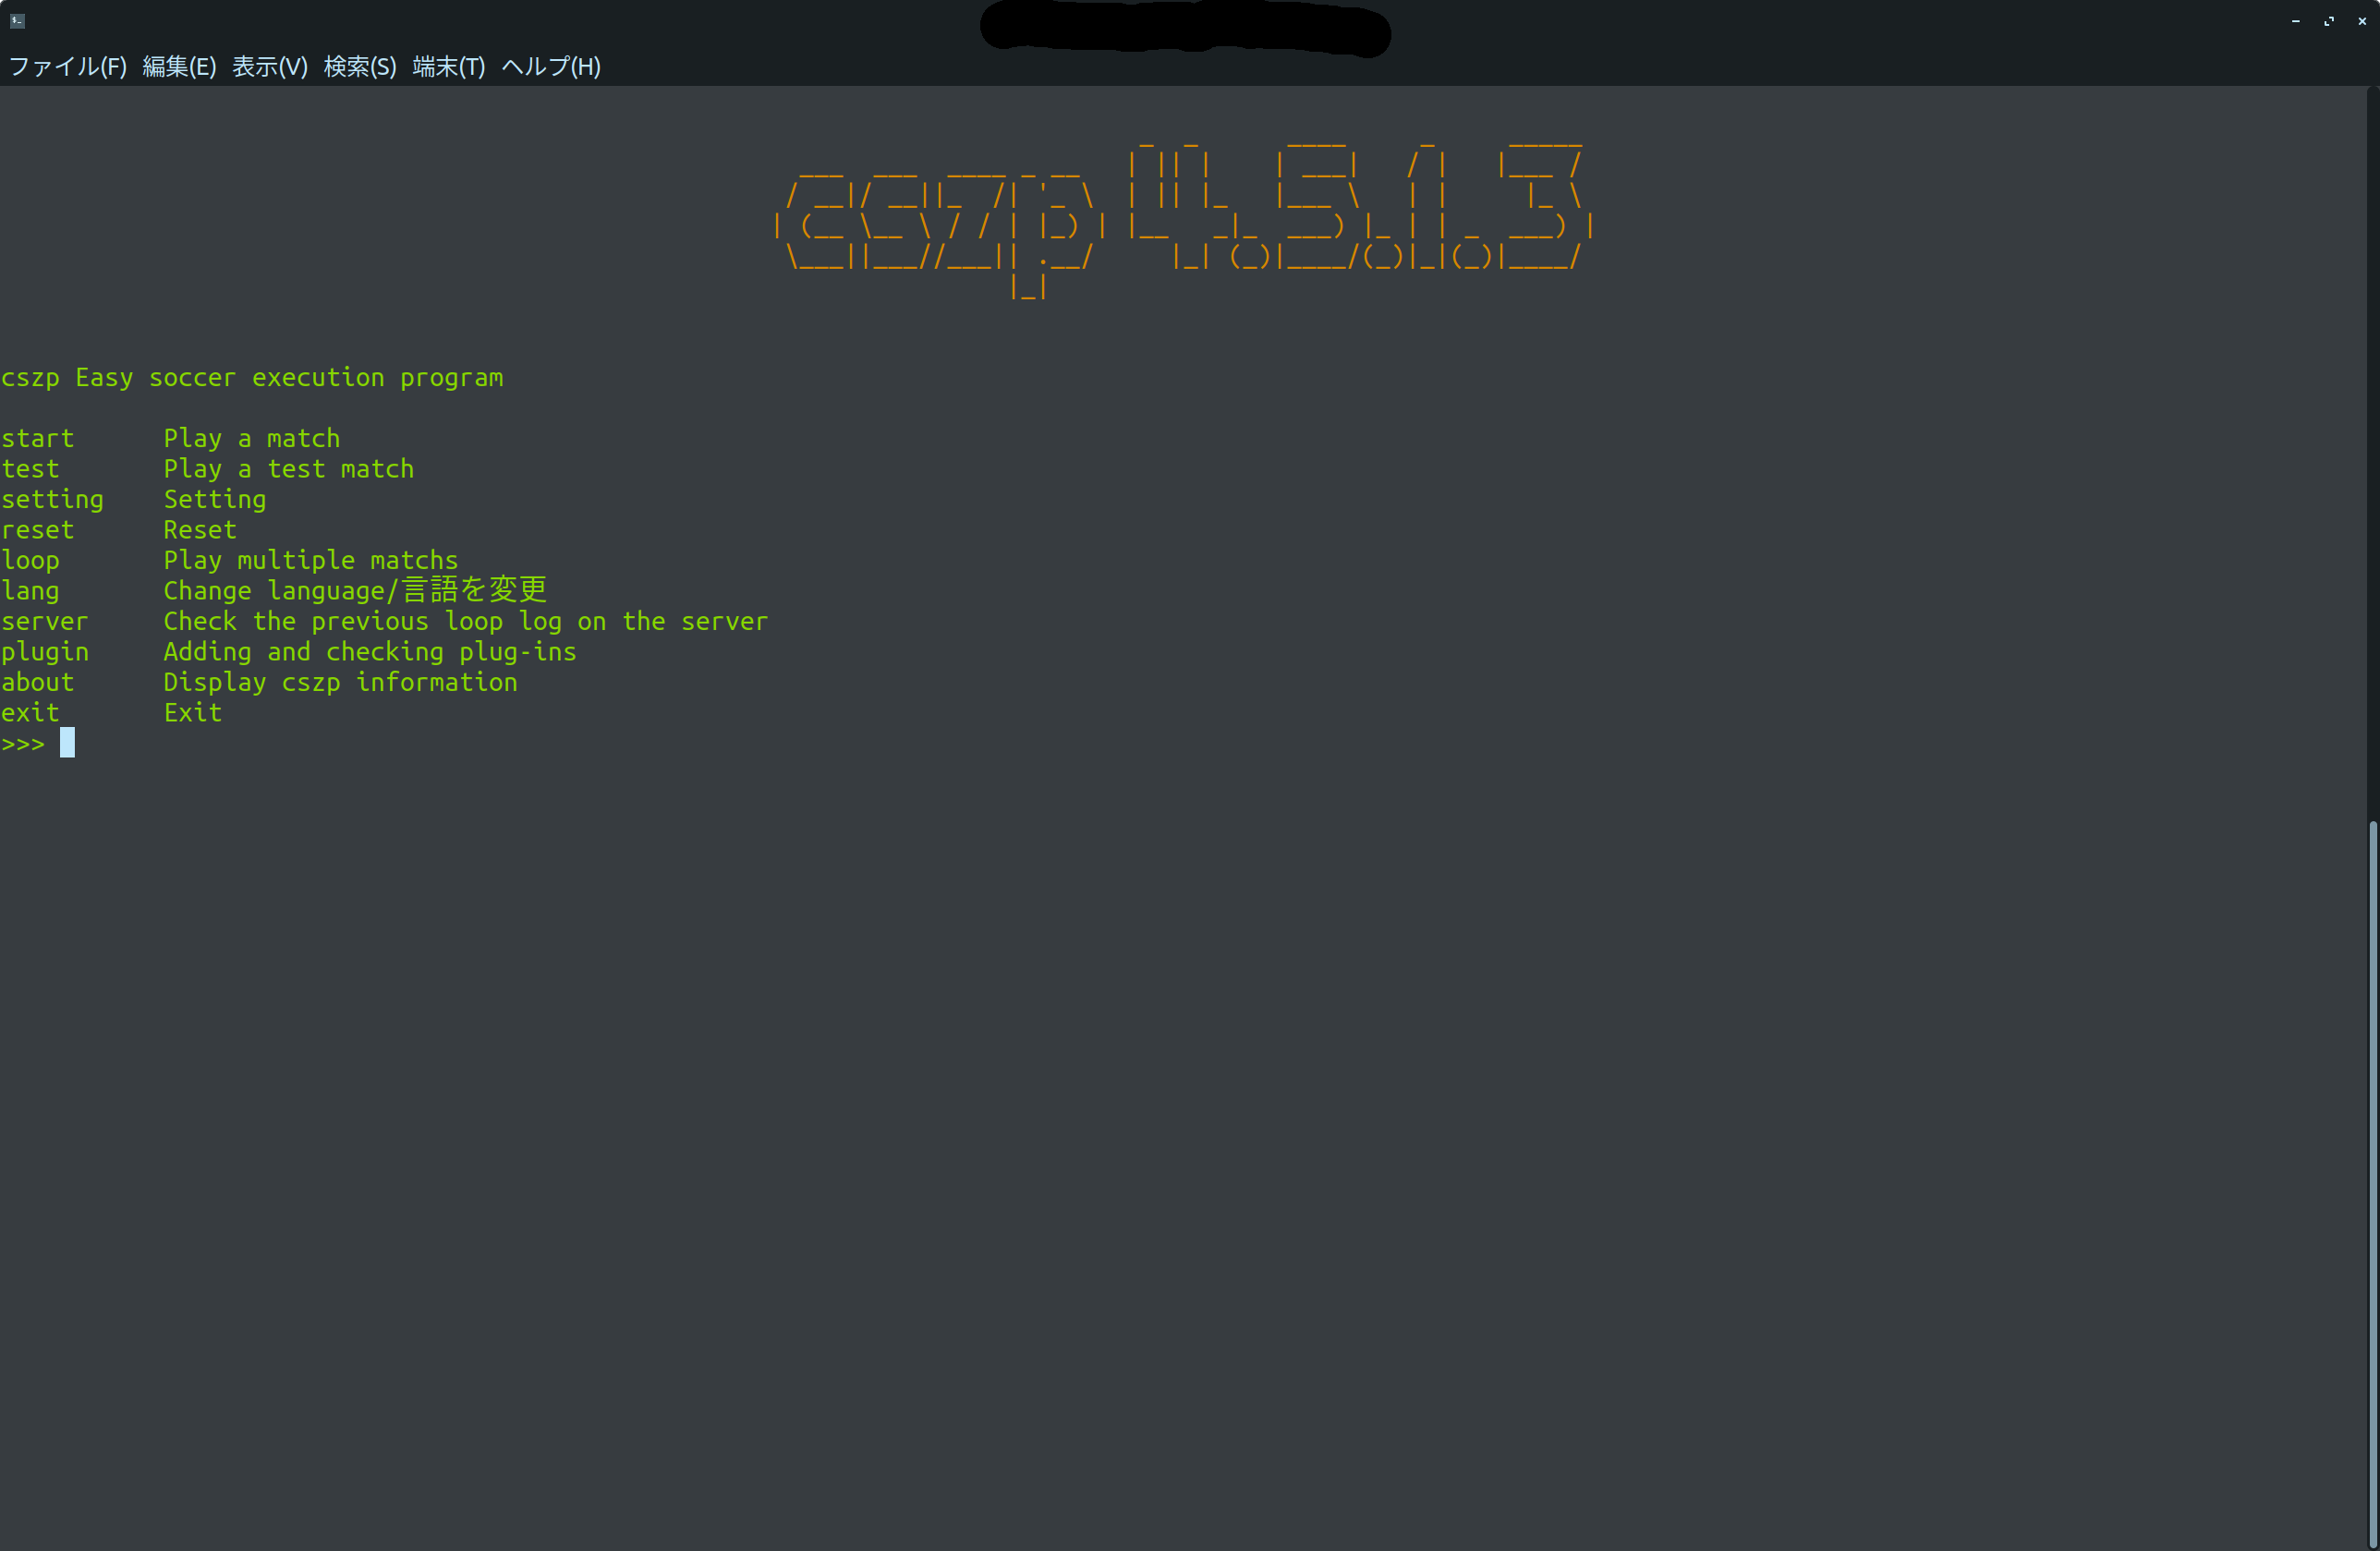 ファイル(F) 編集(E) 表示(V) 検索(S) 端末(T) ヘルプ(H)
cszp 4.5.1.3
cszp Easy soccer execution program
start Play a match
test Play a test match
setting Setting
reset Reset
loop Play multiple matchs
lang Change language/言語を変更
server Check the previous loop log on the server
plugin Adding and checking plug-ins
about Display cszp information
exit Exit
>>>